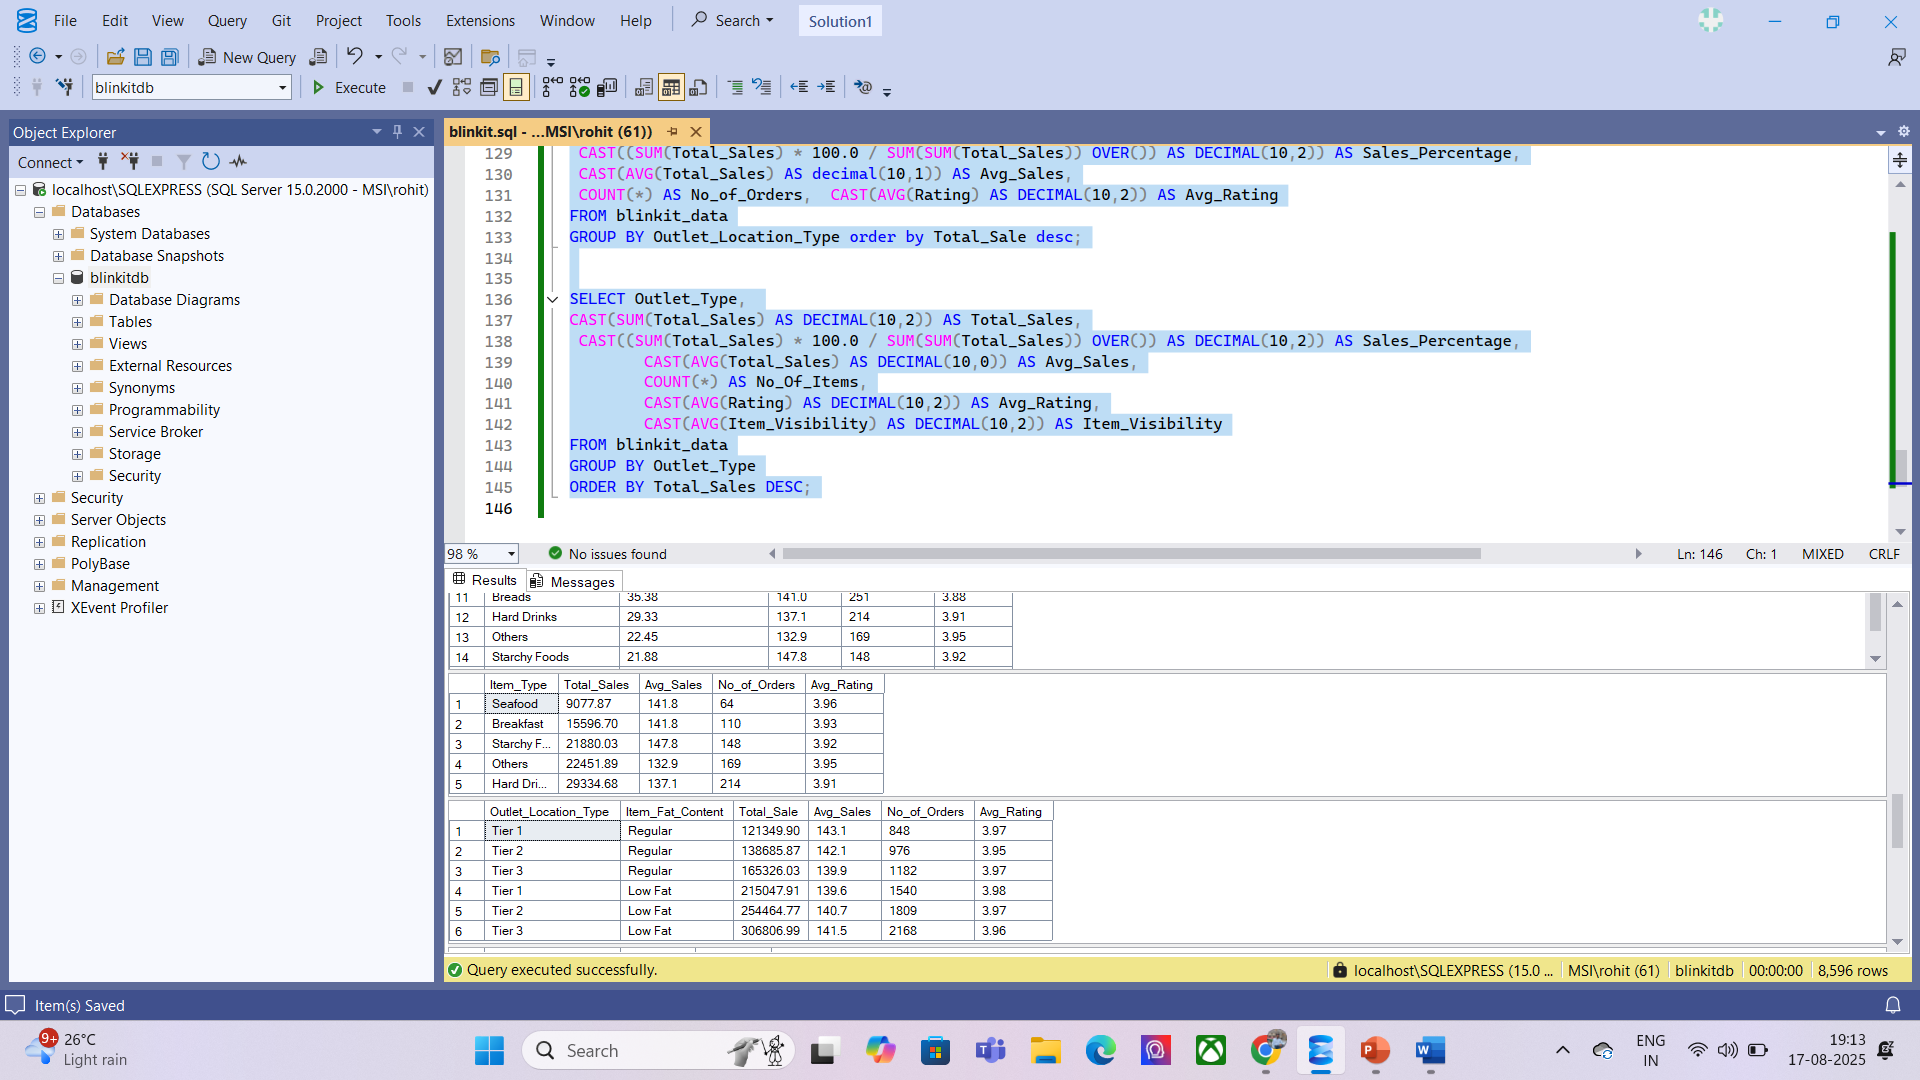 File Edit View Query Git Project Tools Extensions Window Help Search Solution1
New Query
blinkitdb Execute
Object Explorer
Connect
localhost\SQLEXPRESS (SQL Server 15.0.2000 - MSI\rohit)
Databases
System Databases
Database Snapshots
blinkitdb
Database Diagrams
Tables
Views
External Resources
Synonyms
Programmability
Service Broker
Storage
Security
Security
Server Objects
Replication
PolyBase
Management
XEvent Profiler
blinkit.sql - ...MSI\rohit (61))
129 CAST((SUM(Total_Sales) * 100.0 / SUM(SUM(Total_Sales)) OVER()) AS DECIMAL(10,2)) AS Sales_Percentage,
130 CAST(AVG(Total_Sales) AS decimal(10,1)) AS Avg_Sales,
131 COUNT(*) AS No_of_Orders, CAST(AVG(Rating) AS DECIMAL(10,2)) AS Avg_Rating
132 FROM blinkit_data
133 GROUP BY Outlet_Location_Type order by Total_Sale desc;
134
135
136 SELECT Outlet_Type,
137 CAST(SUM(Total_Sales) AS DECIMAL(10,2)) AS Total_Sales,
138 CAST((SUM(Total_Sales) * 100.0 / SUM(SUM(Total_Sales)) OVER()) AS DECIMAL(10,2)) AS Sales_Percentage,
139 CAST(AVG(Total_Sales) AS DECIMAL(10,0)) AS Avg_Sales,
140 COUNT(*) AS No_Of_Items,
141 CAST(AVG(Rating) AS DECIMAL(10,2)) AS Avg_Rating,
142 CAST(AVG(Item_Visibility) AS DECIMAL(10,2)) AS Item_Visibility
143 FROM blinkit_data
144 GROUP BY Outlet_Type
145 ORDER BY Total_Sales DESC;
146
98 % No issues found Ln: 146 Ch: 1 MIXED CRLF
Results Messages
11 Breads 35.38 141.0 251 3.88
12 Hard Drinks 29.33 137.1 214 3.91
13 Others 22.45 132.9 169 3.95
14 Starchy Foods 21.88 147.8 148 3.92
Item_Type Total_Sales Avg_Sales No_of_Orders Avg_Rating
1 Seafood 9077.87 141.8 64 3.96
2 Breakfast 15596.70 141.8 110 3.93
3 Starchy F... 21880.03 147.8 148 3.92
4 Others 22451.89 132.9 169 3.95
5 Hard Dri... 29334.68 137.1 214 3.91
Outlet_Location_Type Item_Fat_Content Total_Sale Avg_Sales No_of_Orders Avg_Rating
1 Tier 1 Regular 121349.90 143.1 848 3.97
2 Tier 2 Regular 138685.87 142.1 976 3.95
3 Tier 3 Regular 165326.03 139.9 1182 3.97
4 Tier 1 Low Fat 215047.91 139.6 1540 3.98
5 Tier 2 Low Fat 254464.77 140.7 1809 3.97
6 Tier 3 Low Fat 306806.99 141.5 2168 3.96
Query executed successfully. localhost\SQLEXPRESS (15.0 ... MSI\rohit (61) blinkitdb 00:00:00 8,596 rows
Item(s) Saved
9+ 26°C
Light rain
Search
ENG
IN
19:13
17-08-2025